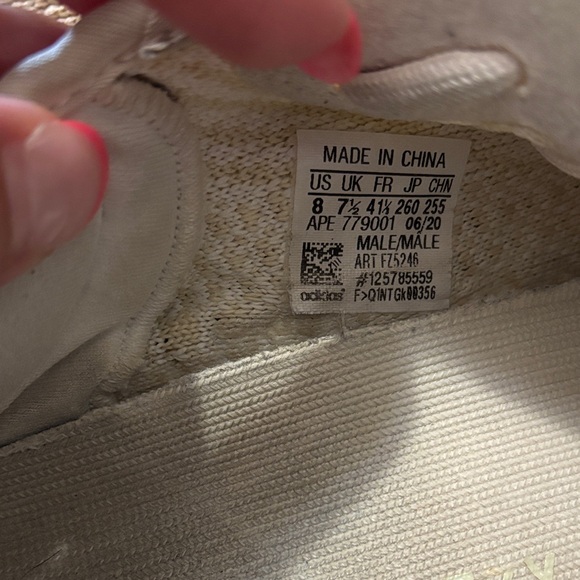 MADE IN CHINA
US UK FR JP CHN
8 7½ 41⅓ 260 255
APE 779001 06/20
MALE/MÂLE
ART FZ5246
#125785559
adidas